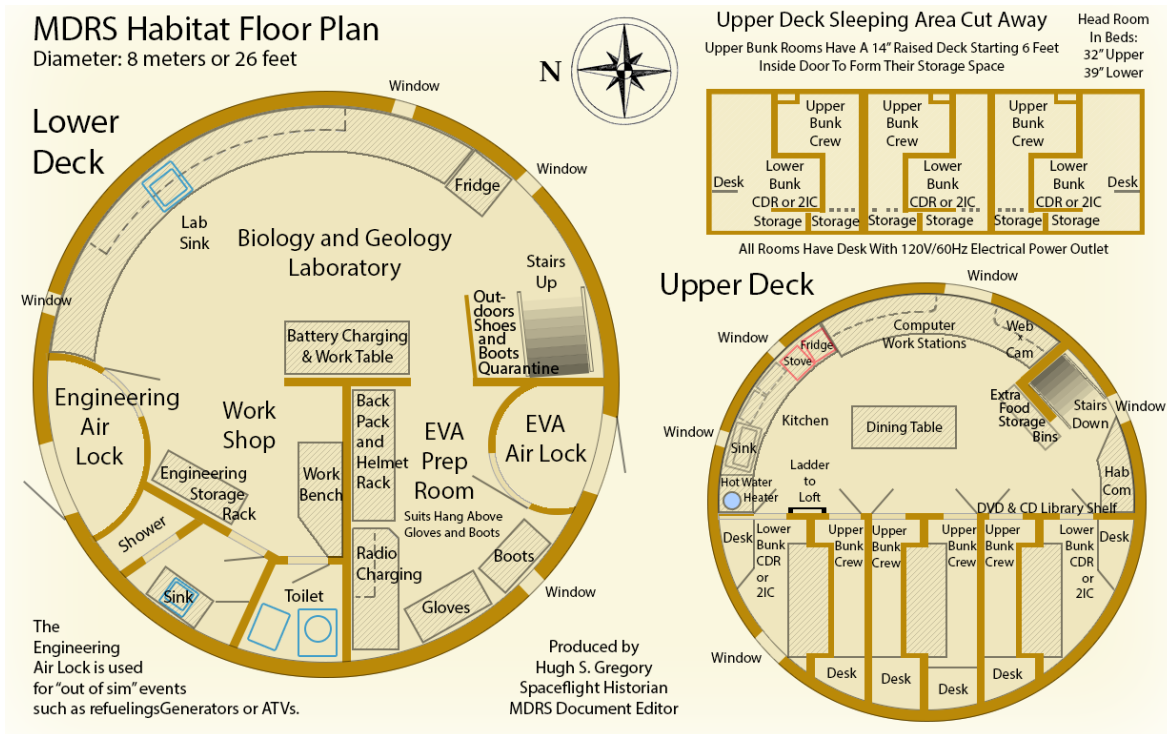 MDRS Habitat Floor Plan
Diameter: 8 meters or 26 feet
N
Lower
Deck
Window
Window
Fridge
Lab
Sink
Biology and Geology
Laboratory
Stairs
Up
Window
Out-
doors
Shoes
and
Boots
Quarantine
Battery Charging
& Work Table
Engineering
Air
Lock
Work
Shop
Back
Pack
and
Helmet
Rack
EVA
Prep
Room
EVA
Air Lock
Engineering
Storage
Rack
Work
Bench
Suits Hang Above
Gloves and Boots
Shower
Radio
Charging
Boots
Sink
Toilet
Gloves
Window
The
Engineering
Air Lock is used
for "out of sim" events
such as refuelingsGenerators or ATVs.
Produced by
Hugh S. Gregory
Spaceflight Historian
MDRS Document Editor
Upper Deck Sleeping Area Cut Away
Upper Bunk Rooms Have A 14" Raised Deck Starting 6 Feet
Inside Door To Form Their Storage Space
Head Room
In Beds:
32" Upper
39" Lower
Upper
Bunk
Crew
Upper
Bunk
Crew
Upper
Bunk
Crew
Desk
Lower
Bunk
CDR or 2IC
Lower
Bunk
CDR or 2IC
Lower
Bunk
CDR or 2IC
Desk
Storage
Storage
Storage
Storage
Storage
Storage
All Rooms Have Desk With 120V/60Hz Electrical Power Outlet
Upper Deck
Window
Window
Computer
Work Stations
Web
x
Cam
Fridge
Stove
Kitchen
Dining Table
Extra
Food
Storage
Bins
Stairs
Down
Window
Window
Sink
Hot Water
Heater
Ladder
to
Loft
Hab
Com
DVD & CD Library Shelf
Desk
Lower
Bunk
CDR
or
2IC
Upper
Bunk
Crew
Upper
Bunk
Crew
Upper
Bunk
Crew
Upper
Bunk
Crew
Lower
Bunk
CDR
or
2IC
Desk
Window
Desk
Desk
Desk
Desk